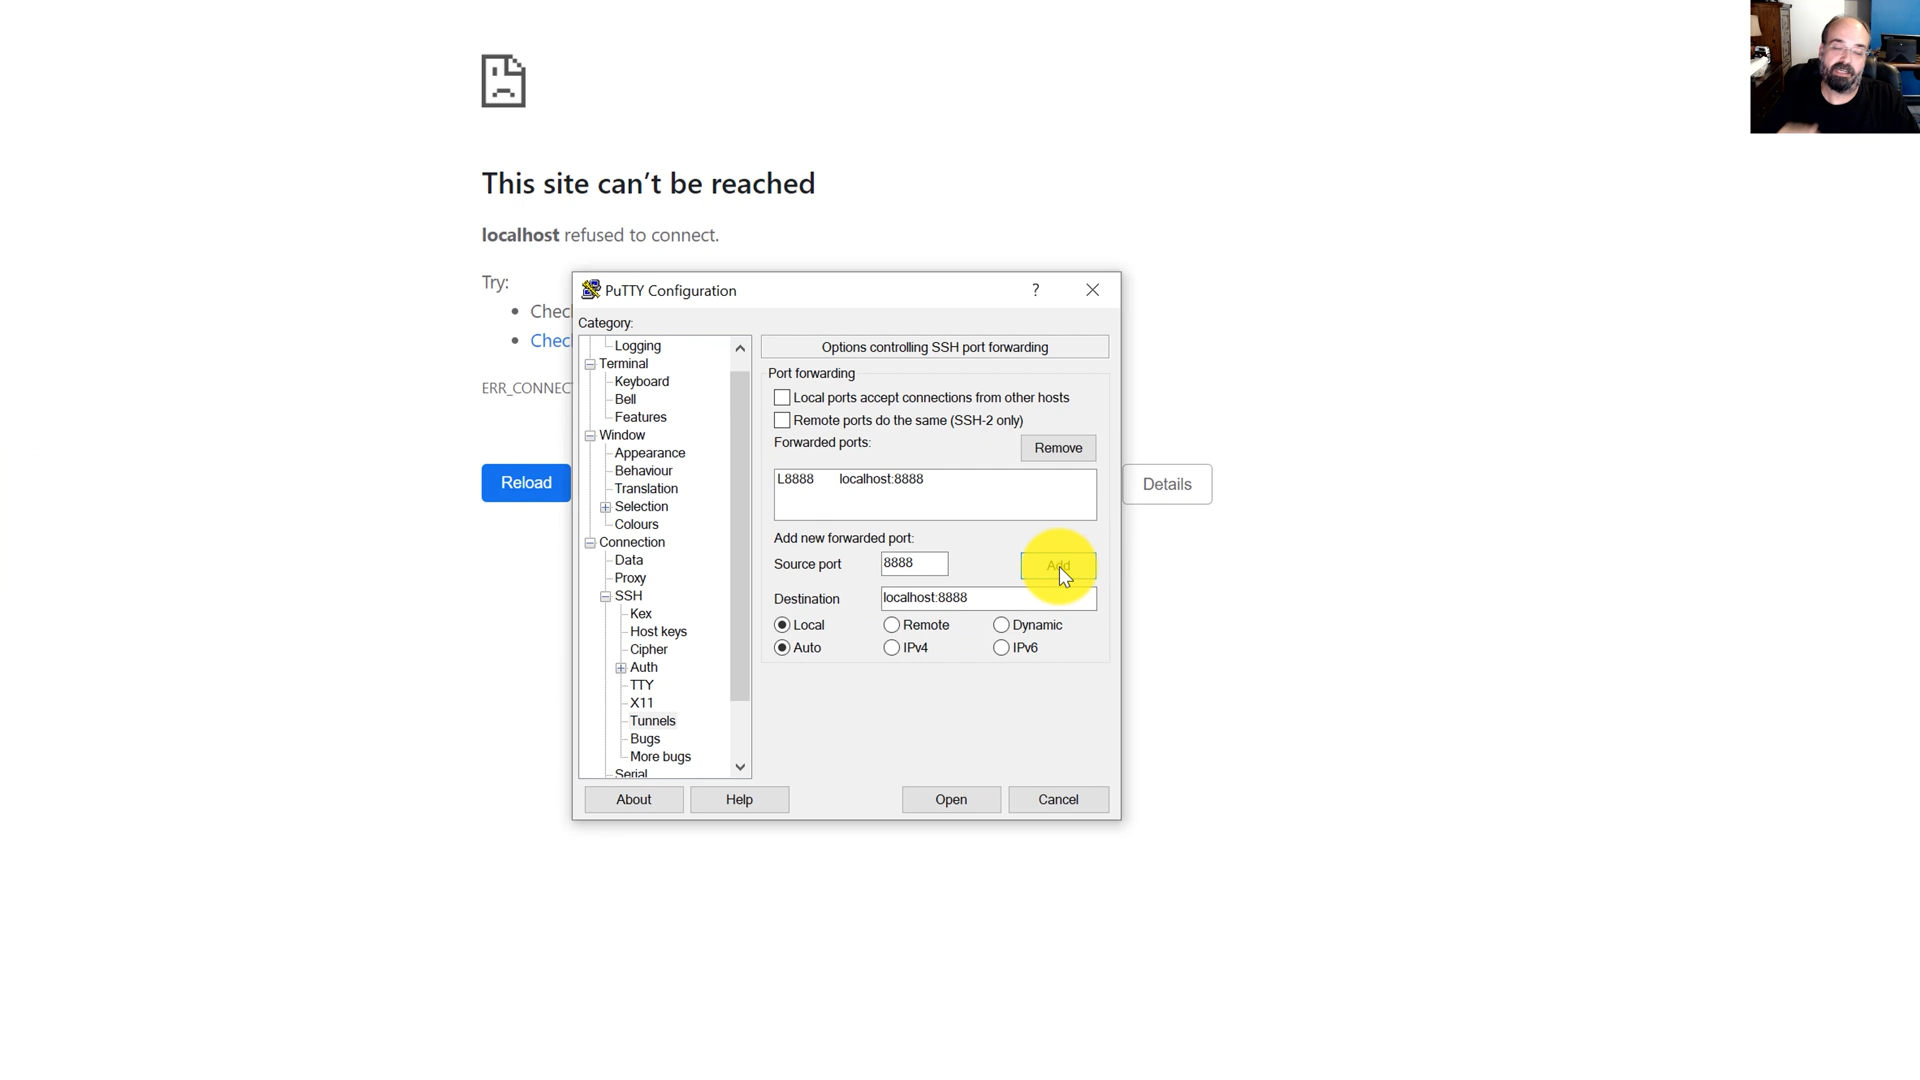 This site can’t be reached
localhost refused to connect.
Try:
Chec
Chec
ERR_CONNECT
Reload
Details
PuTTY Configuration
?
Category:
Logging
Terminal
Keyboard
Bell
Features
Window
Appearance
Behaviour
Translation
Selection
Colours
Connection
Data
Proxy
SSH
Kex
Host keys
Cipher
Auth
TTY
X11
Tunnels
Bugs
More bugs
Serial
Options controlling SSH port forwarding
Port forwarding
Local ports accept connections from other hosts
Remote ports do the same (SSH-2 only)
Forwarded ports:
Remove
L8888 localhost:8888
Add new forwarded port:
Source port 8888 Add
Destination localhost:8888
Local Remote Dynamic
Auto IPv4 IPv6
About Help Open Cancel